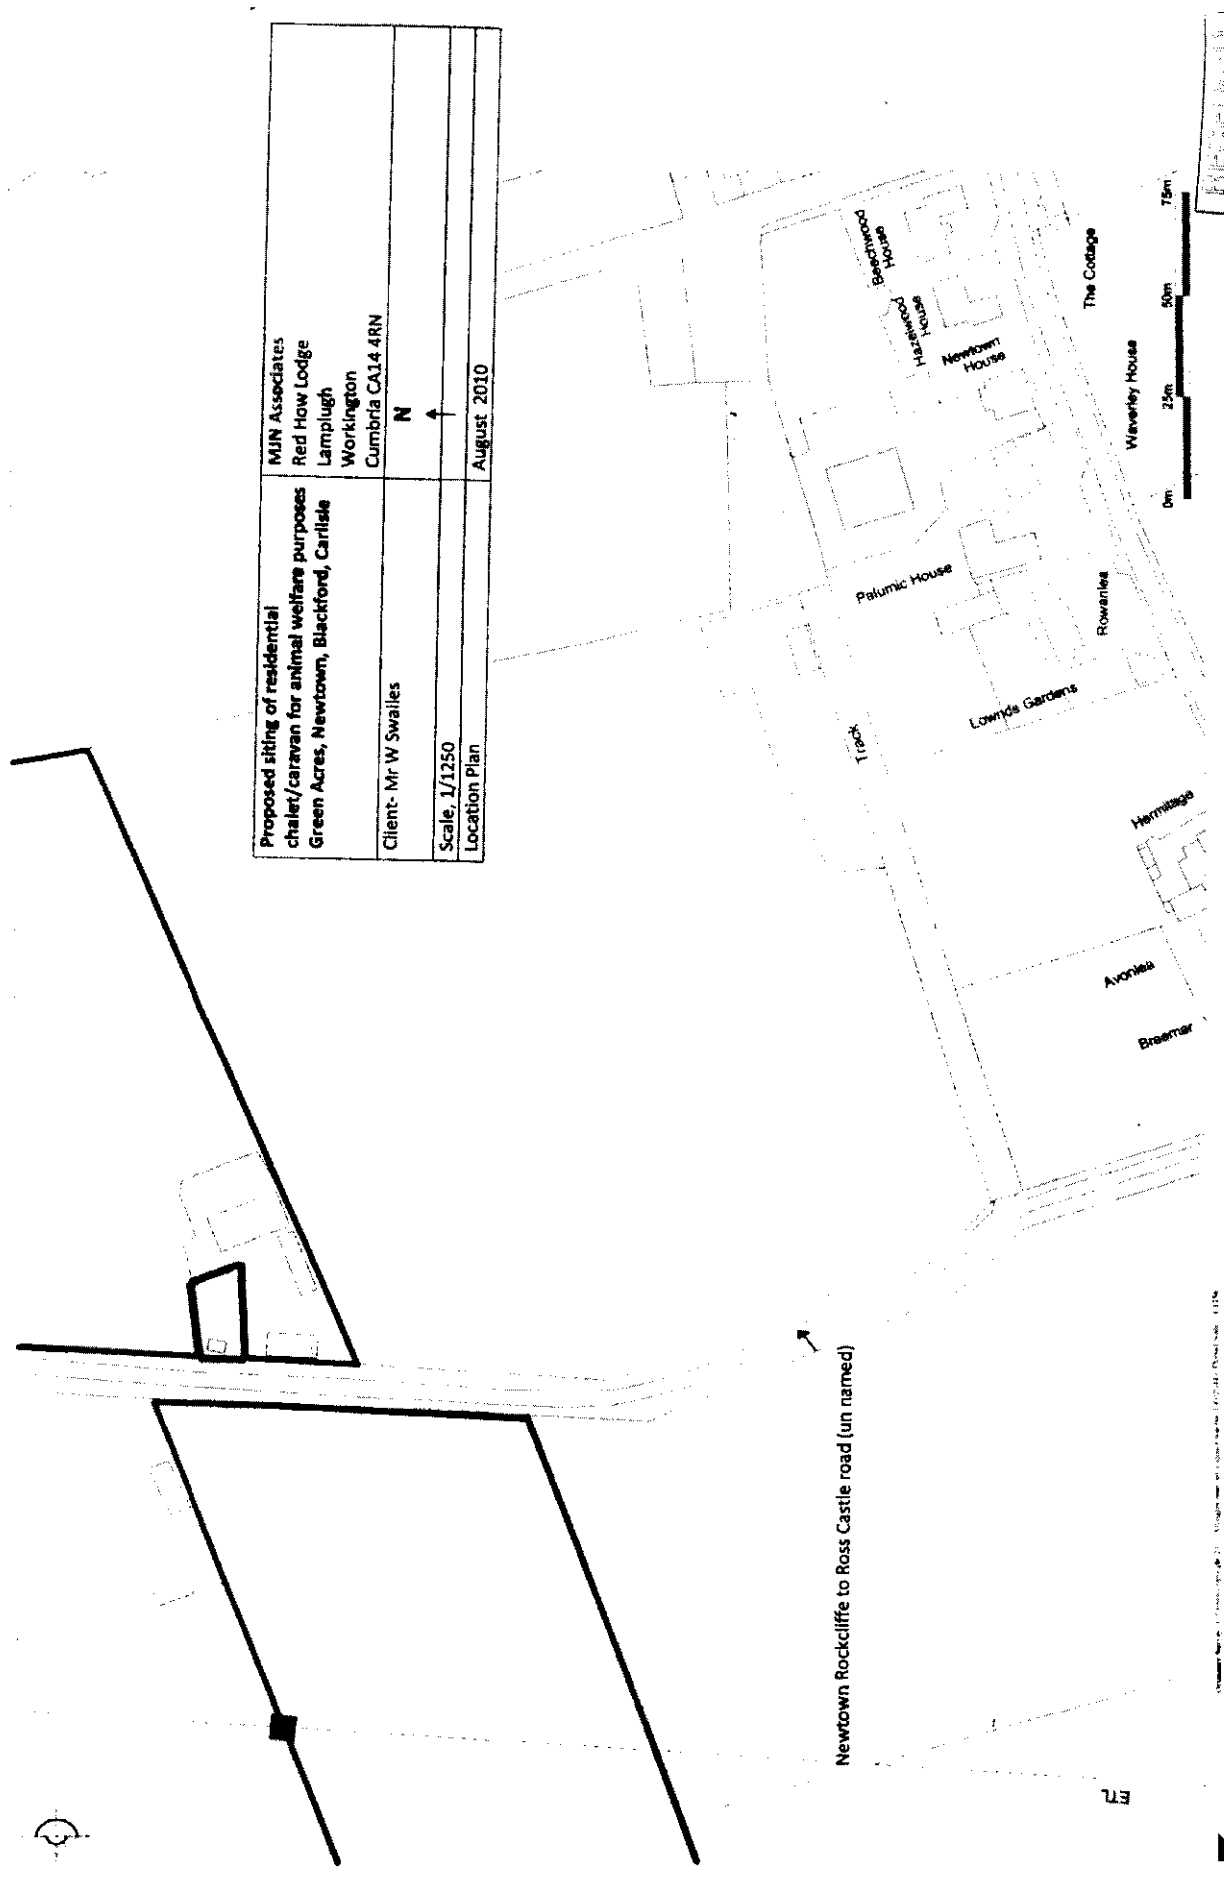 Proposed siting of residential
chalet/caravan for animal welfare purposes
Green Acres, Newtown, Blackford, Carlisle
MJN Associates
Red How Lodge
Lamplugh
Workington
Cumbria CA14 4RN
Client- Mr W Swailes
N
Scale, 1/1250
Location Plan
August 2010
Beechwood
House
Hazelwood
House
Newtown
House
The Cottage
Waverley House
Palumic House
Rowanlea
Lownds Gardens
Track
Hermitage
Avonlea
Braemar
0m
25m
50m
75m
Newtown Rockcliffe to Ross Castle road (un named)
ETL